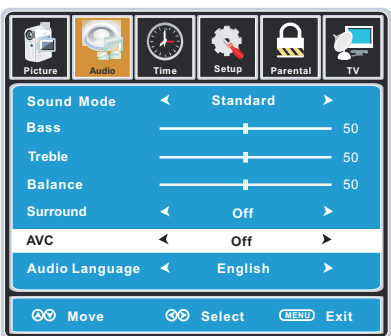 Picture Audio Time Setup Parental TV
Sound Mode Standard
Bass 50
Treble 50
Balance 50
Surround Off
AVC Off
Audio Language English
Move Select MENU Exit